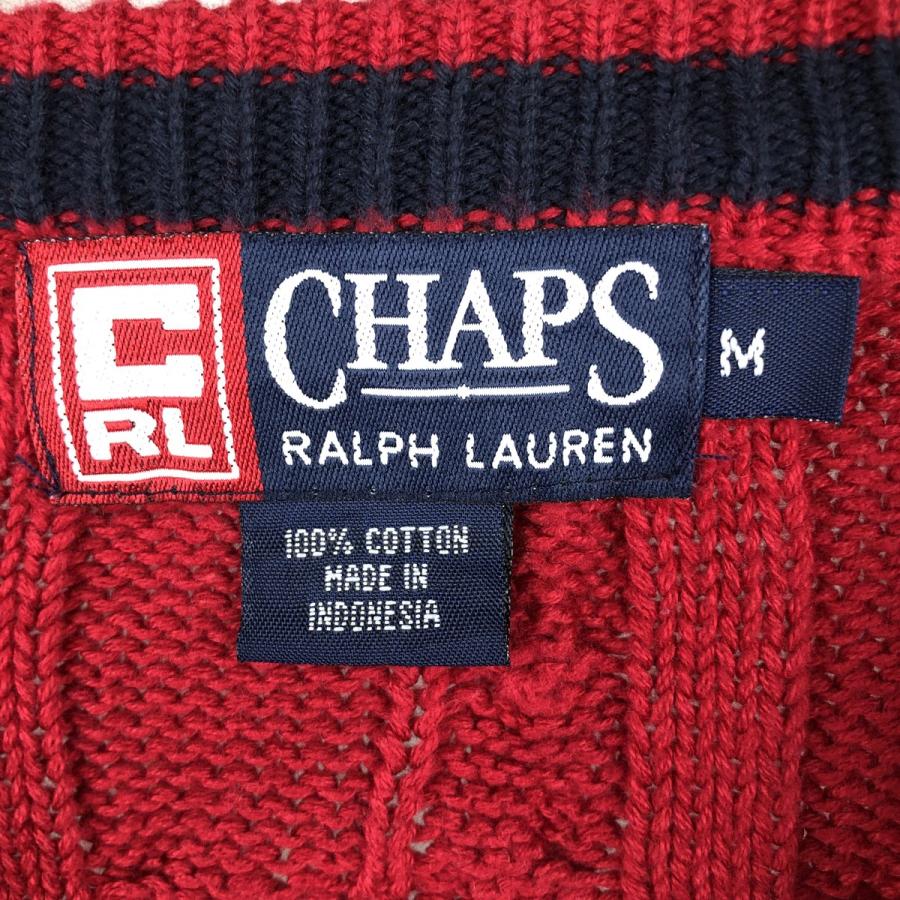 C
RL
CHAPS
RALPH LAUREN
M
100% COTTON
MADE IN
INDONESIA